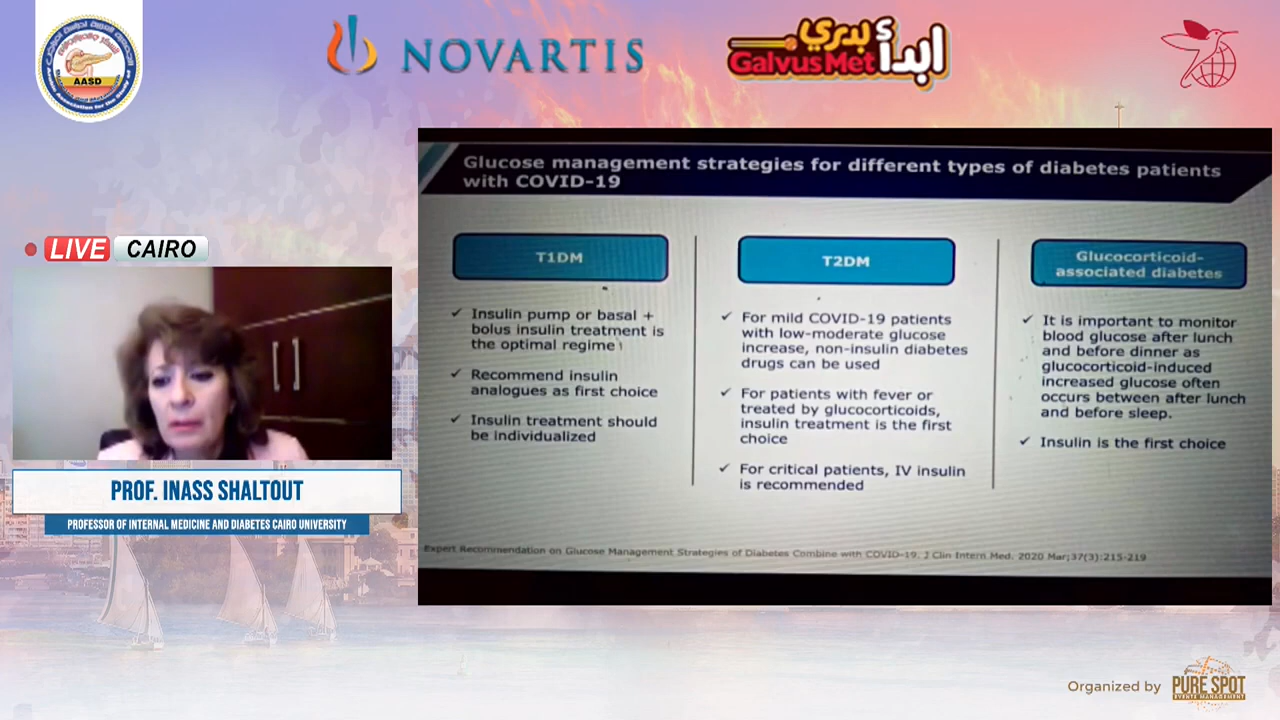 AASD
NOVARTIS
ابدأ بدري
GalvusMet
LIVE CAIRO
PROF. INASS SHALTOUT
PROFESSOR OF INTERNAL MEDICINE AND DIABETES CAIRO UNIVERSITY
Glucose management strategies for different types of diabetes patients
with COVID-19
T1DM
✓ Insulin pump or basal +
bolus insulin treatment is
the optimal regime
✓ Recommend insulin
analogues as first choice
✓ Insulin treatment should
be individualized
T2DM
✓ For mild COVID-19 patients
with low-moderate glucose
increase, non-insulin diabetes
drugs can be used
✓ For patients with fever or
treated by glucocorticoids,
insulin treatment is the first
choice
✓ For critical patients, IV insulin
is recommended
Glucocorticoid-
associated diabetes
✓ It is important to monitor
blood glucose after lunch
and before dinner as
glucocorticoid-induced
increased glucose often
occurs between after lunch
and before sleep.
✓ Insulin is the first choice
Expert Recommendation on Glucose Management Strategies of Diabetes Combine with COVID-19. J Clin Intern Med. 2020 Mar;37(3):215-219
Organized by PURE SPOT
EVENTS MANAGEMENT